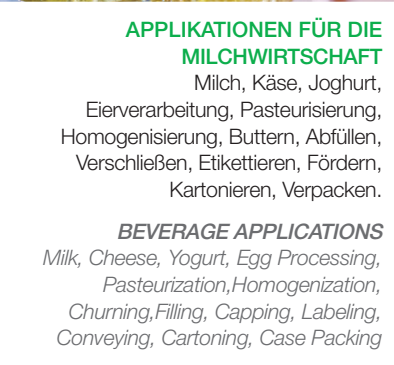 APPLIKATIONEN FÜR DIE
MILCHWIRTSCHAFT
Milch, Käse, Joghurt,
Eierverarbeitung, Pasteurisierung,
Homogenisierung, Buttern, Abfüllen,
Verschließen, Etikettieren, Fördern,
Kartonieren, Verpacken.
BEVERAGE APPLICATIONS
Milk, Cheese, Yogurt, Egg Processing,
Pasteurization,Homogenization,
Churning,Filling, Capping, Labeling,
Conveying, Cartoning, Case Packing